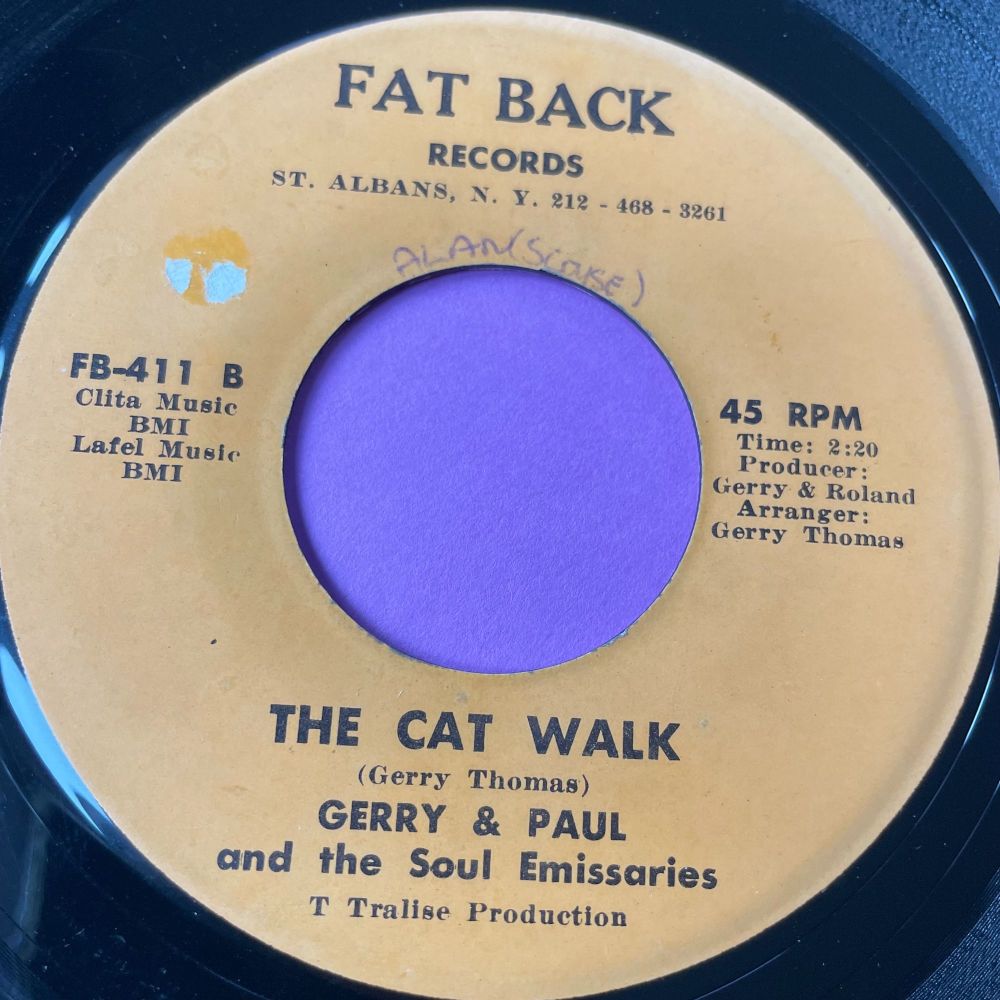 FAT BACK
RECORDS
ST. ALBANS, N. Y. 212 - 468 - 3261
ALAN (SCOUSE)
FB-411 B
Clita Music
BMI
Lafel Music
BMI
45 RPM
Time: 2:20
Producer:
Gerry & Roland
Arranger:
Gerry Thomas
THE CAT WALK
(Gerry Thomas)
GERRY & PAUL
and the Soul Emissaries
T Tralise Production